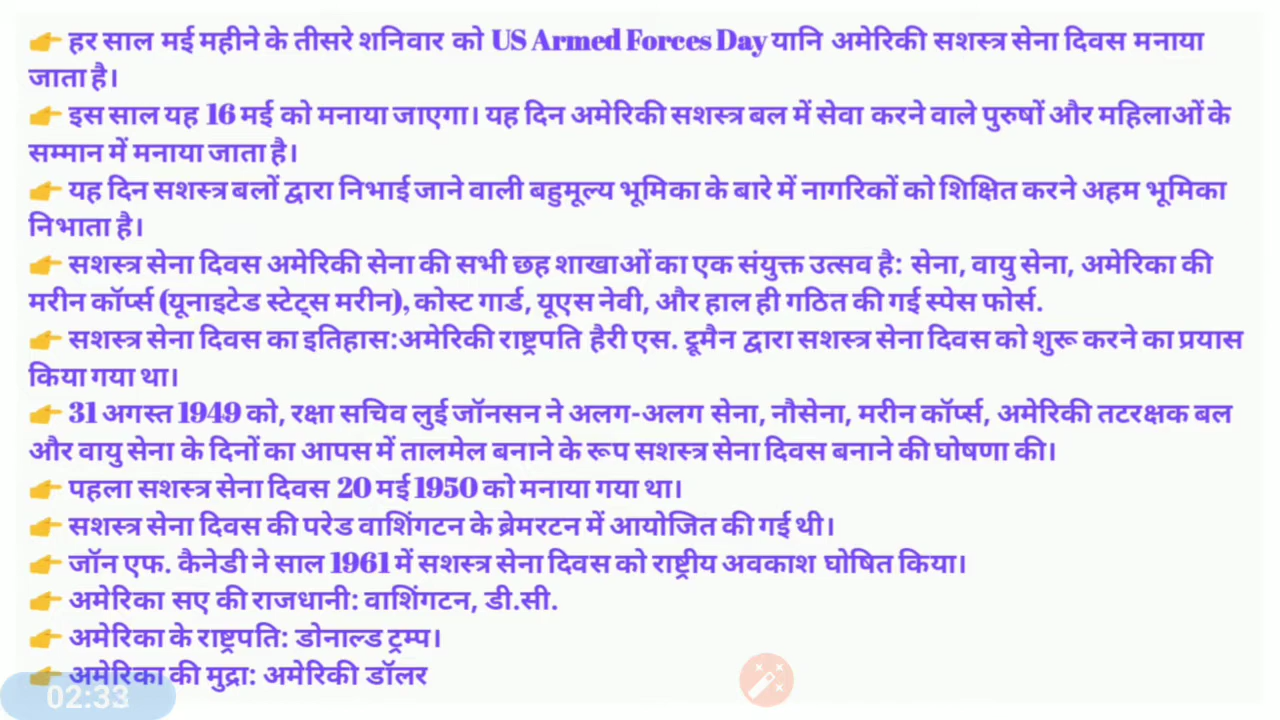 👉 हर साल मई महीने के तीसरे शनिवार को US Armed Forces Day यानि अमेरिकी सशस्त्र सेना दिवस मनाया
जाता है।
👉 इस साल यह 16 मई को मनाया जाएगा। यह दिन अमेरिकी सशस्त्र बल में सेवा करने वाले पुरुषों और महिलाओं के
सम्मान में मनाया जाता है।
👉 यह दिन सशस्त्र बलों द्वारा निभाई जाने वाली बहुमूल्य भूमिका के बारे में नागरिकों को शिक्षित करने अहम भूमिका
निभाता है।
👉 सशस्त्र सेना दिवस अमेरिकी सेना की सभी छह शाखाओं का एक संयुक्त उत्सव है: सेना, वायु सेना, अमेरिका की
मरीन कॉर्प्स (यूनाइटेड स्टेट्स मरीन), कोस्ट गार्ड, यूएस नेवी, और हाल ही गठित की गई स्पेस फोर्स.
👉 सशस्त्र सेना दिवस का इतिहास:अमेरिकी राष्ट्रपति हैरी एस. ट्रूमैन द्वारा सशस्त्र सेना दिवस को शुरू करने का प्रयास
किया गया था।
👉 31 अगस्त 1949 को, रक्षा सचिव लुई जॉनसन ने अलग-अलग सेना, नौसेना, मरीन कॉर्प्स, अमेरिकी तटरक्षक बल
और वायु सेना के दिनों का आपस में तालमेल बनाने के रूप सशस्त्र सेना दिवस बनाने की घोषणा की।
👉 पहला सशस्त्र सेना दिवस 20 मई 1950 को मनाया गया था।
👉 सशस्त्र सेना दिवस की परेड वाशिंगटन के ब्रेमरटन में आयोजित की गई थी।
👉 जॉन एफ. कैनेडी ने साल 1961 में सशस्त्र सेना दिवस को राष्ट्रीय अवकाश घोषित किया।
👉 अमेरिका सए की राजधानी: वाशिंगटन, डी.सी.
👉 अमेरिका के राष्ट्रपति: डोनाल्ड ट्रम्प।
👉 अमेरिका की मुद्रा: अमेरिकी डॉलर
02:33